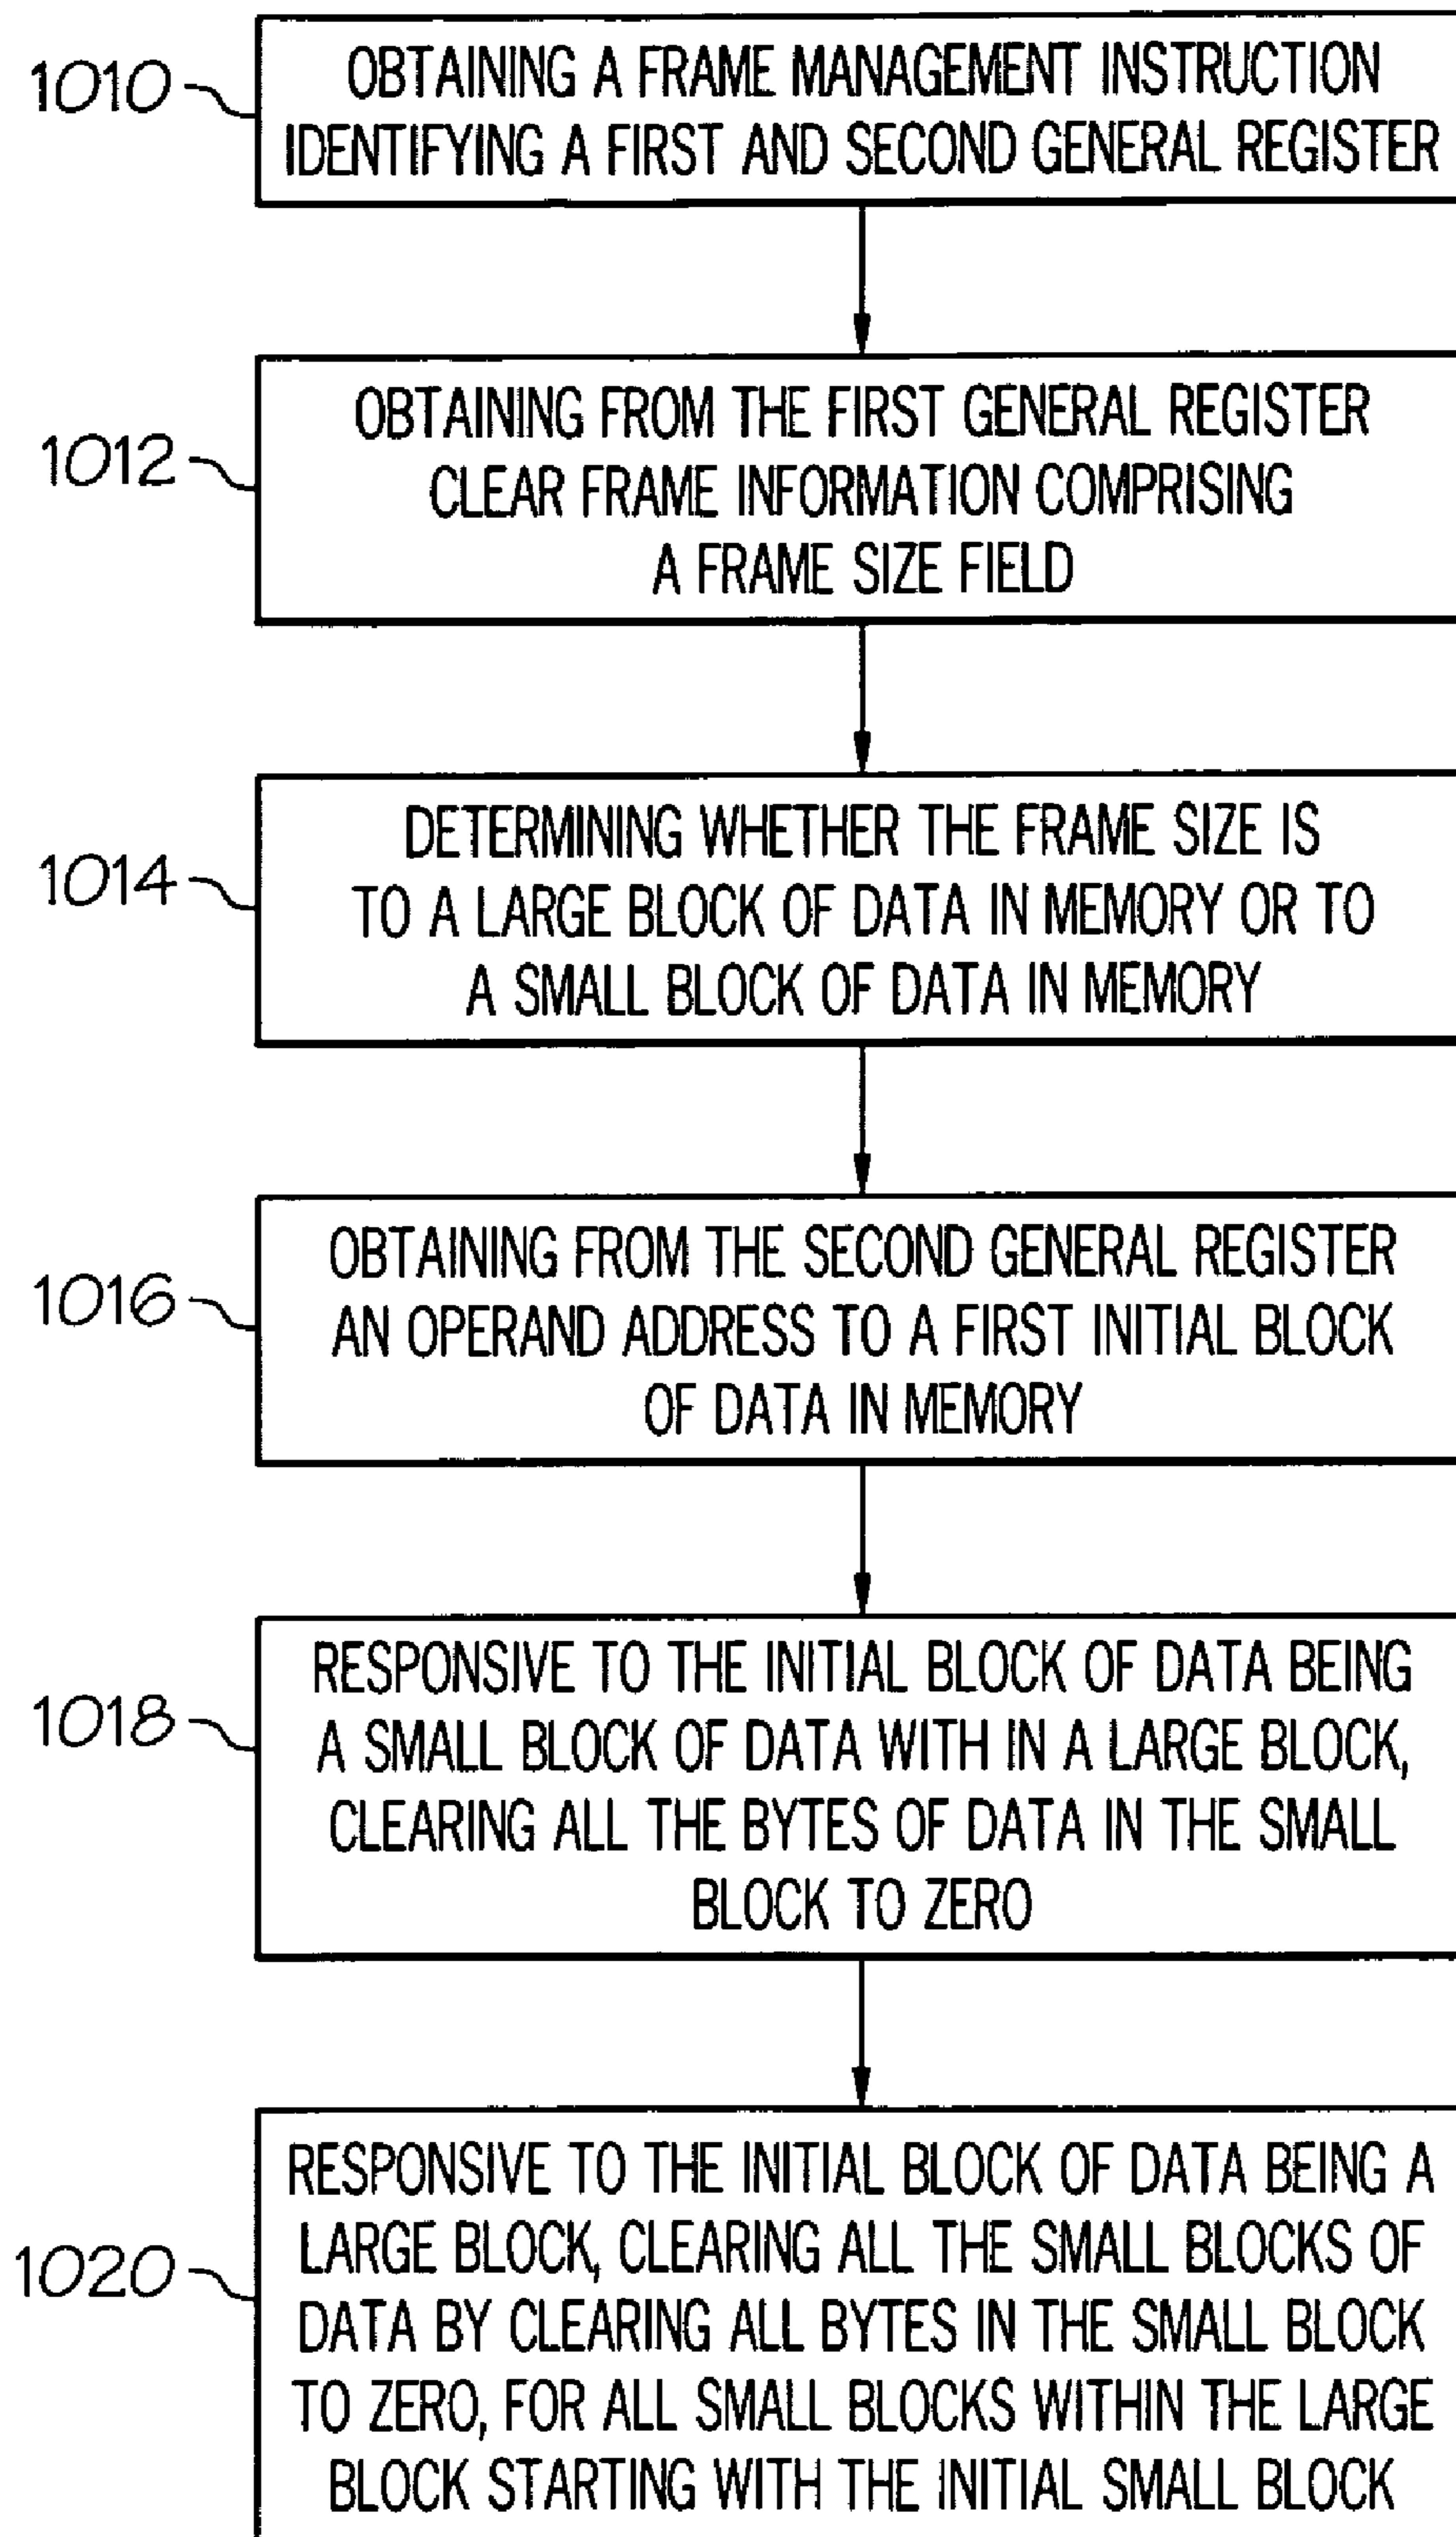 1010
OBTAINING A FRAME MANAGEMENT INSTRUCTION
IDENTIFYING A FIRST AND SECOND GENERAL REGISTER
1012
OBTAINING FROM THE FIRST GENERAL REGISTER
CLEAR FRAME INFORMATION COMPRISING
A FRAME SIZE FIELD
1014
DETERMINING WHETHER THE FRAME SIZE IS
TO A LARGE BLOCK OF DATA IN MEMORY OR TO
A SMALL BLOCK OF DATA IN MEMORY
1016
OBTAINING FROM THE SECOND GENERAL REGISTER
AN OPERAND ADDRESS TO A FIRST INITIAL BLOCK
OF DATA IN MEMORY
1018
RESPONSIVE TO THE INITIAL BLOCK OF DATA BEING
A SMALL BLOCK OF DATA WITH IN A LARGE BLOCK,
CLEARING ALL THE BYTES OF DATA IN THE SMALL
BLOCK TO ZERO
1020
RESPONSIVE TO THE INITIAL BLOCK OF DATA BEING A
LARGE BLOCK, CLEARING ALL THE SMALL BLOCKS OF
DATA BY CLEARING ALL BYTES IN THE SMALL BLOCK
TO ZERO, FOR ALL SMALL BLOCKS WITHIN THE LARGE
BLOCK STARTING WITH THE INITIAL SMALL BLOCK